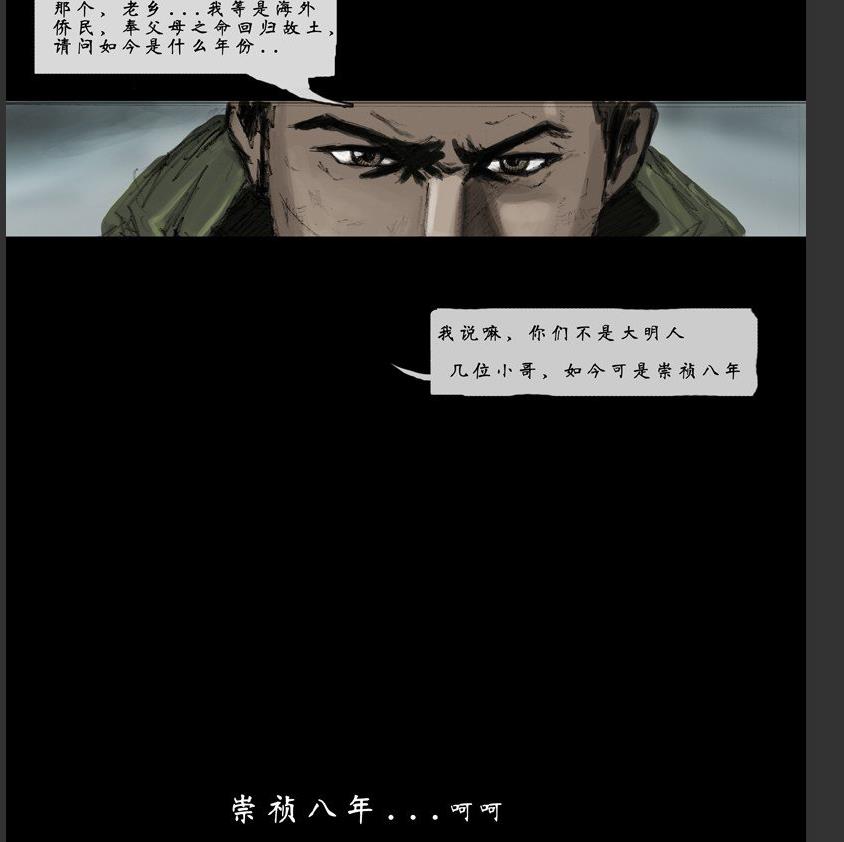 那个, 老乡...我等是海外
侨民, 奉父母之命回归故土,
请问如今是什么年份..
我说嘛, 你们不是大明人
几位小哥, 如今可是崇祯八年
崇祯八年...呵呵